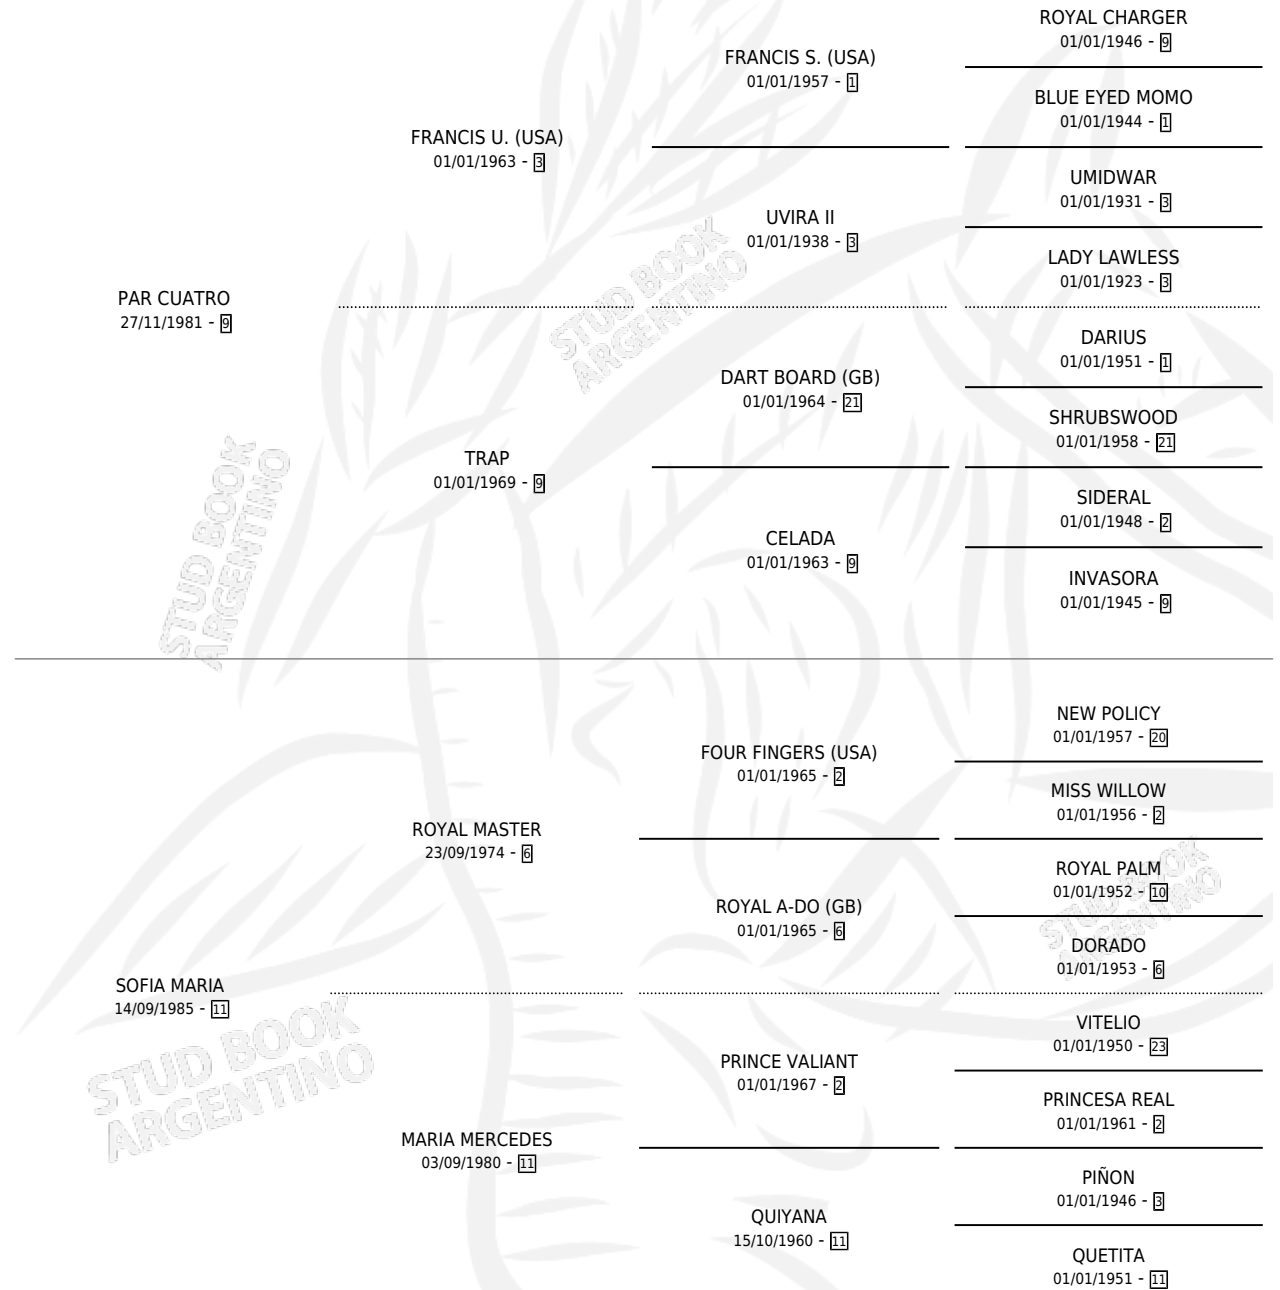 ROYAL CHARGER
01/01/1946 - 9
FRANCIS S. (USA)
01/01/1957 - 1
BLUE EYED MOMO
01/01/1944 - 1
FRANCIS U. (USA)
01/01/1963 - 3
UMIDWAR
01/01/1931 - 3
UVIRA II
01/01/1938 - 3
LADY LAWLESS
01/01/1923 - 3
PAR CUATRO
27/11/1981 - 9
DARIUS
01/01/1951 - 1
DART BOARD (GB)
01/01/1964 - 21
SHRUBSWOOD
01/01/1958 - 21
TRAP
01/01/1969 - 9
SIDERAL
01/01/1948 - 2
CELADA
01/01/1963 - 9
INVASORA
01/01/1945 - 9
STUD BOOK
ARGENTINO
STUD BOOK
ARGENTINO
NEW POLICY
01/01/1957 - 20
FOUR FINGERS (USA)
01/01/1965 - 2
MISS WILLOW
01/01/1956 - 2
ROYAL MASTER
23/09/1974 - 6
ROYAL PALM
01/01/1952 - 10
ROYAL A-DO (GB)
01/01/1965 - 6
DORADO
01/01/1953 - 6
STUD BOOK
ARGENTINO
SOFIA MARIA
14/09/1985 - 11
VITELIO
01/01/1950 - 23
PRINCE VALIANT
01/01/1967 - 2
PRINCESA REAL
01/01/1961 - 2
STUD BOOK
ARGENTINO
MARIA MERCEDES
03/09/1980 - 11
PIÑON
01/01/1946 - 3
QUIYANA
15/10/1960 - 11
QUETITA
01/01/1951 - 11